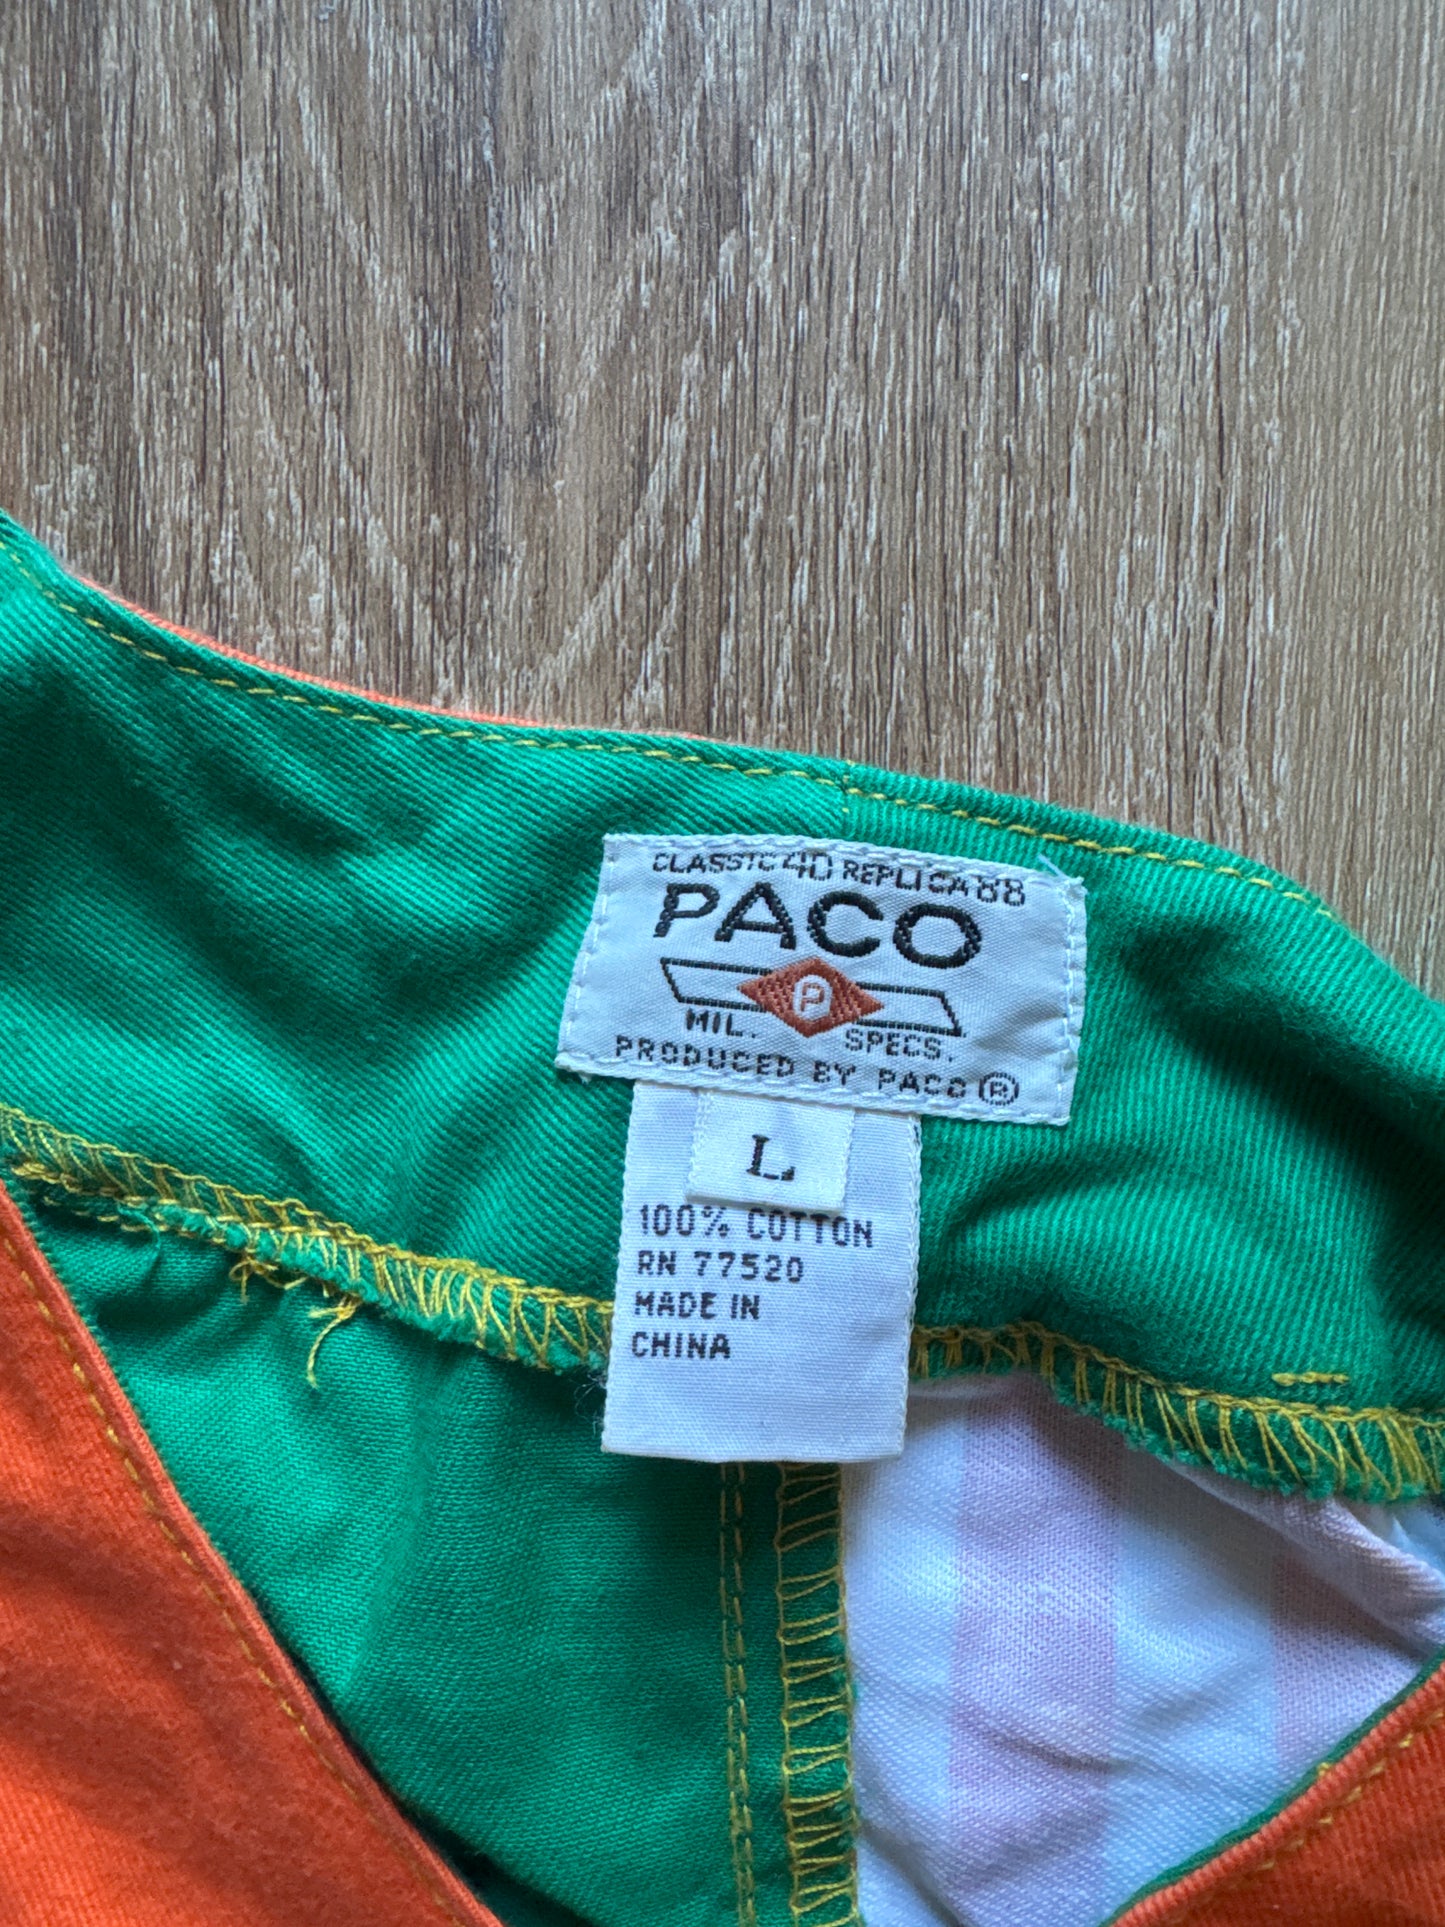 CLASSIC 40 REPLICA 88
PACO
P
MIL. SPECS.
PRODUCED BY PACO ®
L
100% COTTON
RN 77520
MADE IN
CHINA